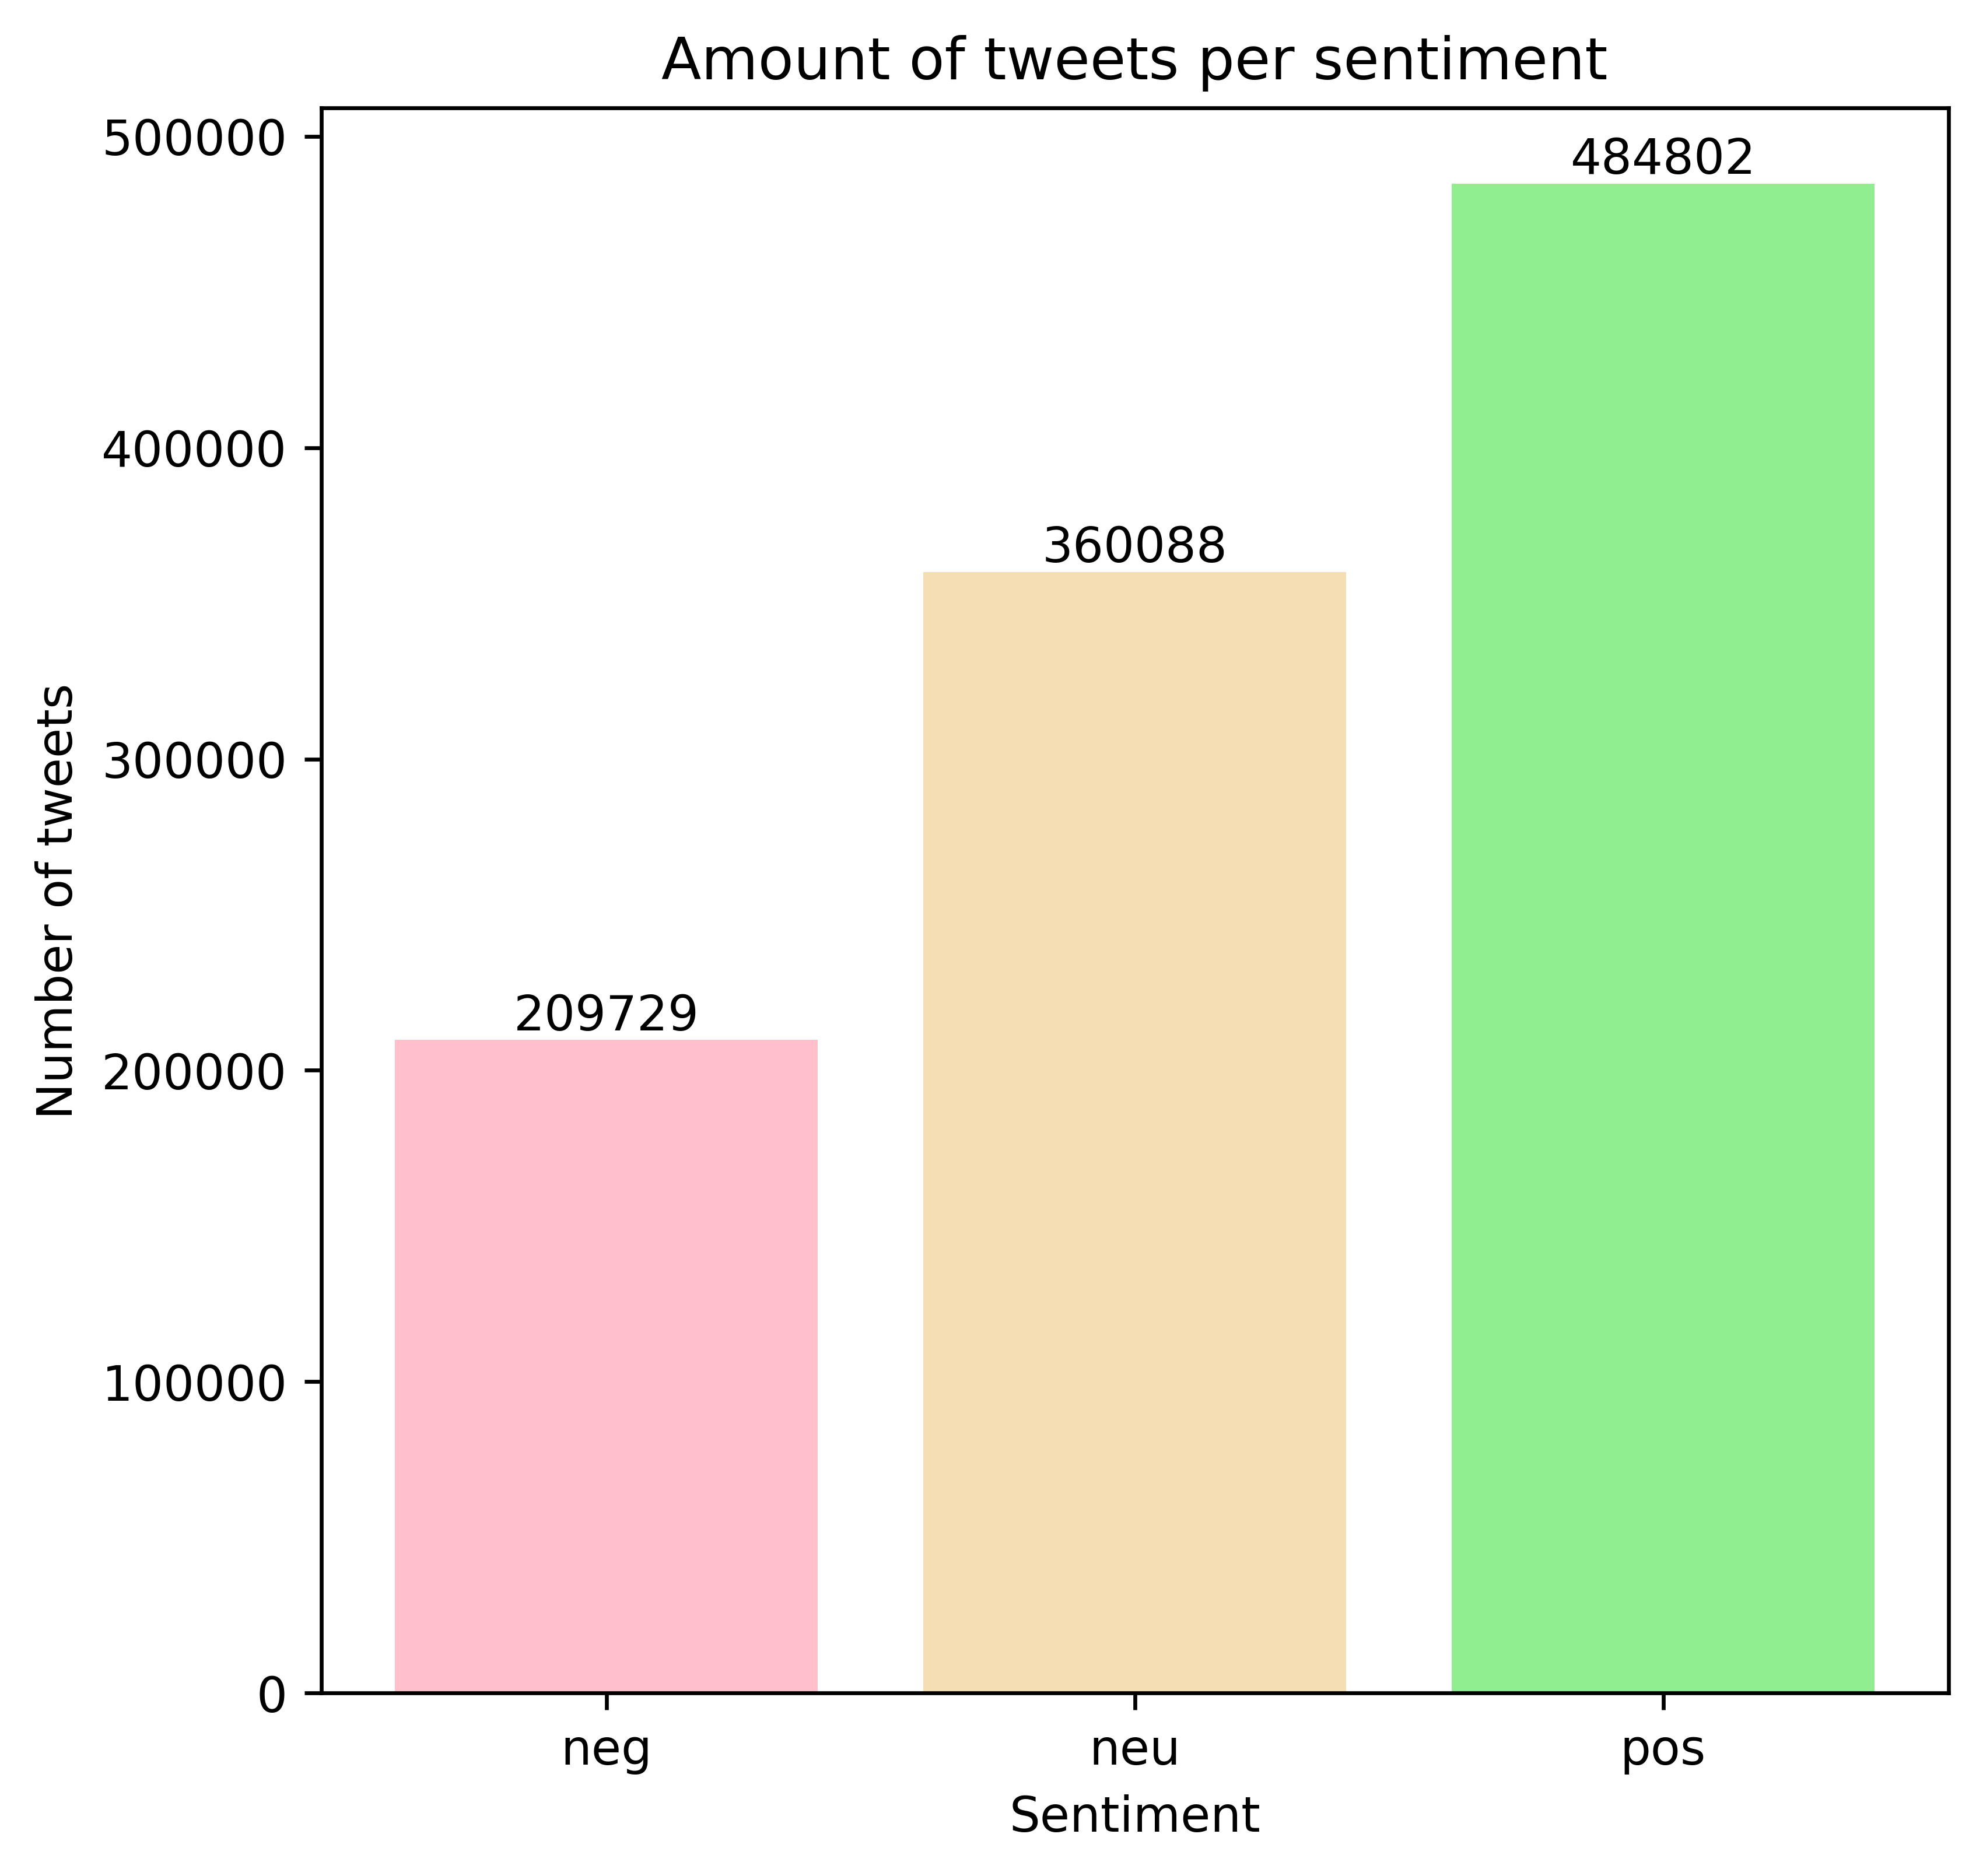 Amount of tweets per sentiment
500000
400000
300000
200000
100000
0
Number of tweets
209729
360088
484802
neg
neu
pos
Sentiment